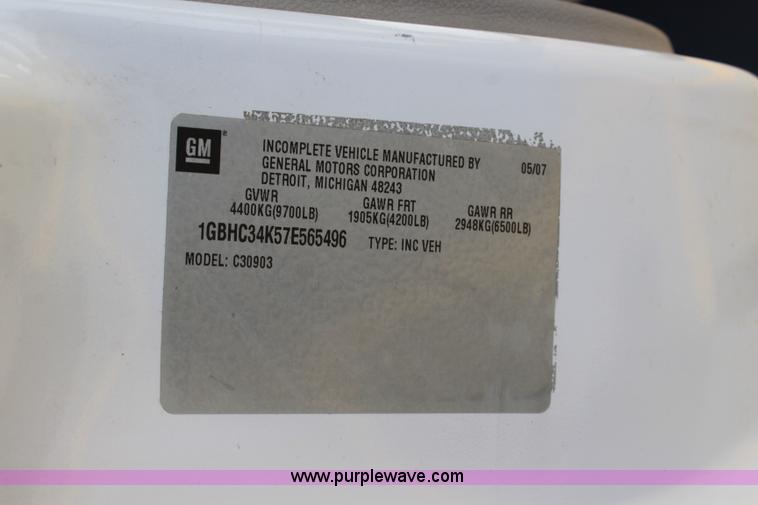 GM ® INCOMPLETE VEHICLE MANUFACTURED BY 05/07
GENERAL MOTORS CORPORATION
DETROIT, MICHIGAN 48243
GVWR GAWR FRT GAWR RR
4400KG(9700LB) 1905KG(4200LB) 2948KG(6500LB)
1GBHC34K57E565496 TYPE: INC VEH
MODEL: C30903
www.purplewave.com